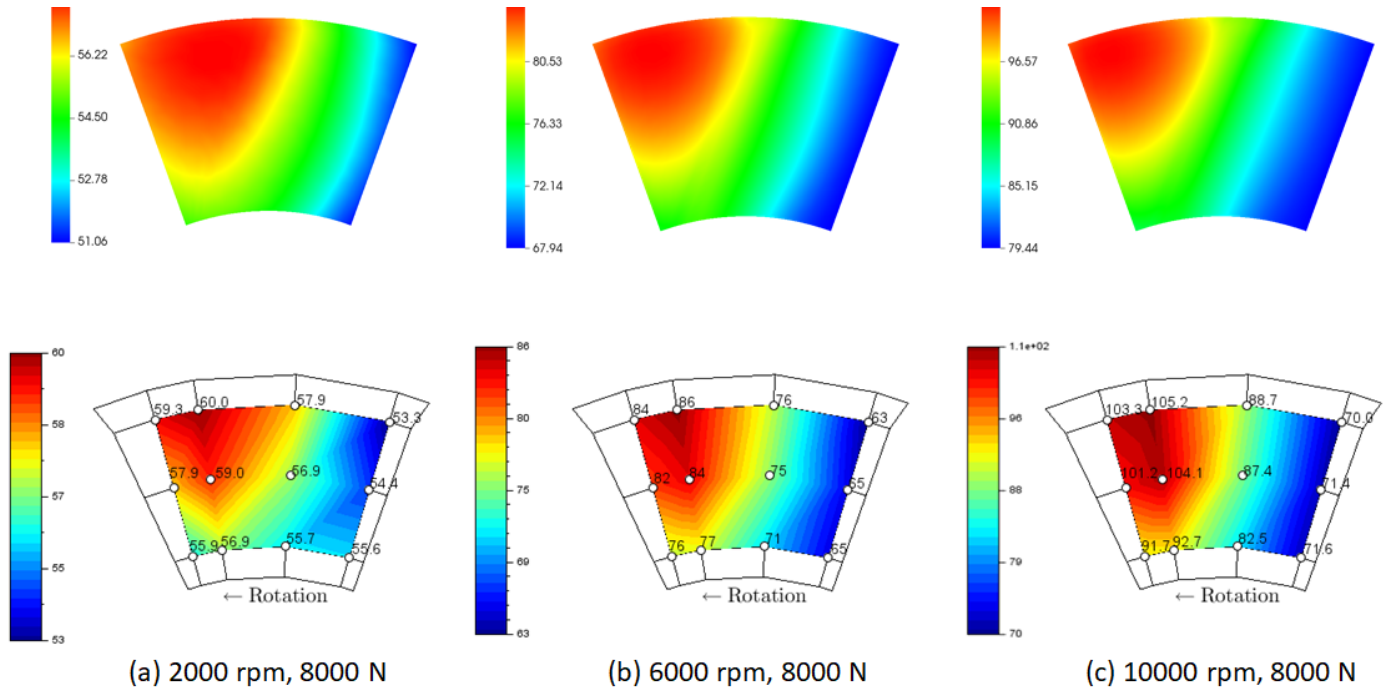 56.22
54.50
52.78
51.06
80.53
76.33
72.14
67.94
96.57
90.86
85.15
79.44
60
58
57
55
53
59.3 60.0 57.9 53.3
57.9 59.0 56.9 54.4
55.9 56.9 55.7 55.6
← Rotation
86
80
75
69
63
84 86 76 63
82 84 75 65
76 77 71 65
← Rotation
1.1e+02
96
88
79
70
103.3 105.2 88.7 70.0
101.2 104.1 87.4 71.4
91.7 92.7 82.5 71.6
← Rotation
(a) 2000 rpm, 8000 N
(b) 6000 rpm, 8000 N
(c) 10000 rpm, 8000 N